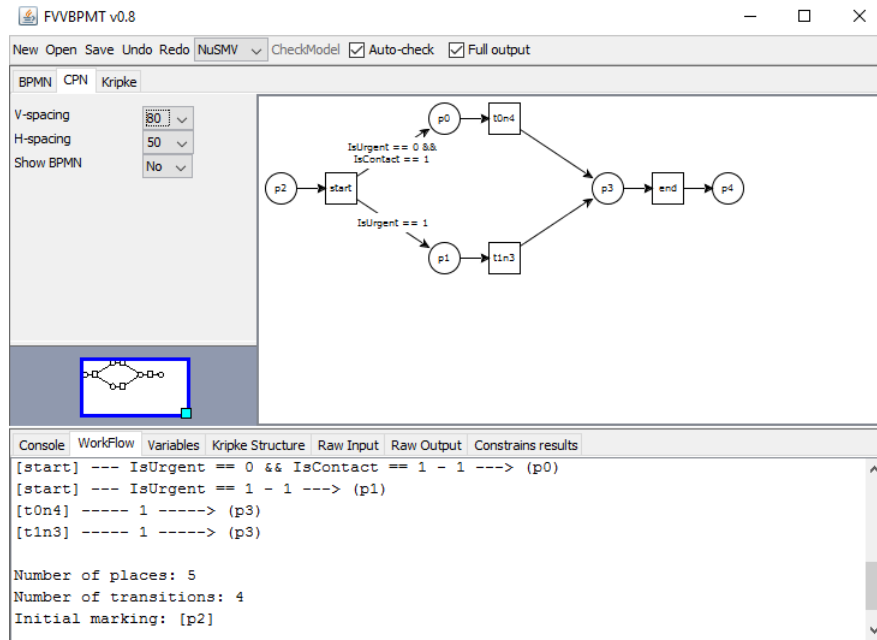 FVVBPMT v0.8
New Open Save Undo Redo NuSMV CheckModel Auto-check Full output
BPMN CPN Kripke
V-spacing 80
H-spacing 50
Show BPMN No
p0 t0n4
IsUrgent == 0 &&
IsContact == 1
p2 start p3 end p4
IsUrgent == 1
p1 t1n3
Console WorkFlow Variables Kripke Structure Raw Input Raw Output Constrains results
[start] --- IsUrgent == 0 && IsContact == 1 - 1 ---> (p0)
[start] --- IsUrgent == 1 - 1 ---> (p1)
[t0n4] ----- 1 -----> (p3)
[t1n3] ----- 1 -----> (p3)
Number of places: 5
Number of transitions: 4
Initial marking: [p2]